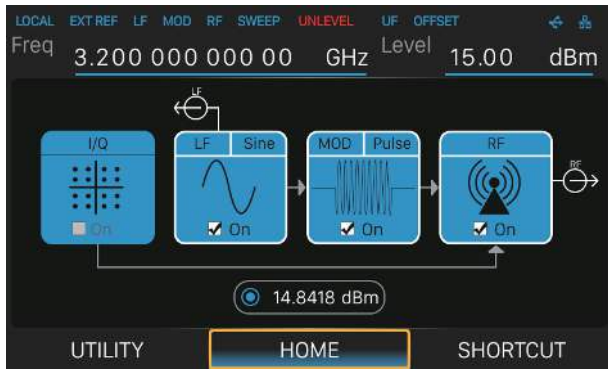 LOCAL EXT REF LF MOD RF SWEEP UNLEVEL UF OFFSET
Freq 3.200 000 000 00 GHz Level 15.00 dBm
LF
I/Q LF Sine MOD Pulse RF
RF
On On On On
14.8418 dBm
UTILITY HOME SHORTCUT